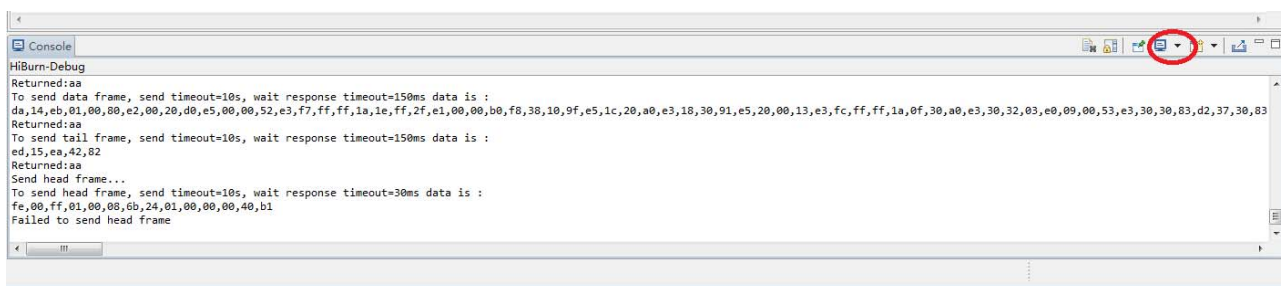 Console
HiBurn-Debug
Returned:aa
To send data frame, send timeout=10s, wait response timeout=150ms data is :
da,14,eb,01,00,80,e2,00,20,d0,e5,00,00,52,e3,f7,ff,ff,1a,1e,ff,2f,e1,00,00,b0,f8,38,10,9f,e5,1c,20,a0,e3,18,30,91,e5,20,00,13,e3,fc,ff,ff,1a,0f,30,a0,e3,30,32,03,e0,09,00,53,e3,30,30,83,d2,37,30,83
Returned:aa
To send tail frame, send timeout=10s, wait response timeout=150ms data is :
ed,15,ea,42,82
Returned:aa
Send head frame...
To send head frame, send timeout=10s, wait response timeout=30ms data is :
fe,00,ff,01,00,08,6b,24,01,00,00,00,40,b1
Failed to send head frame